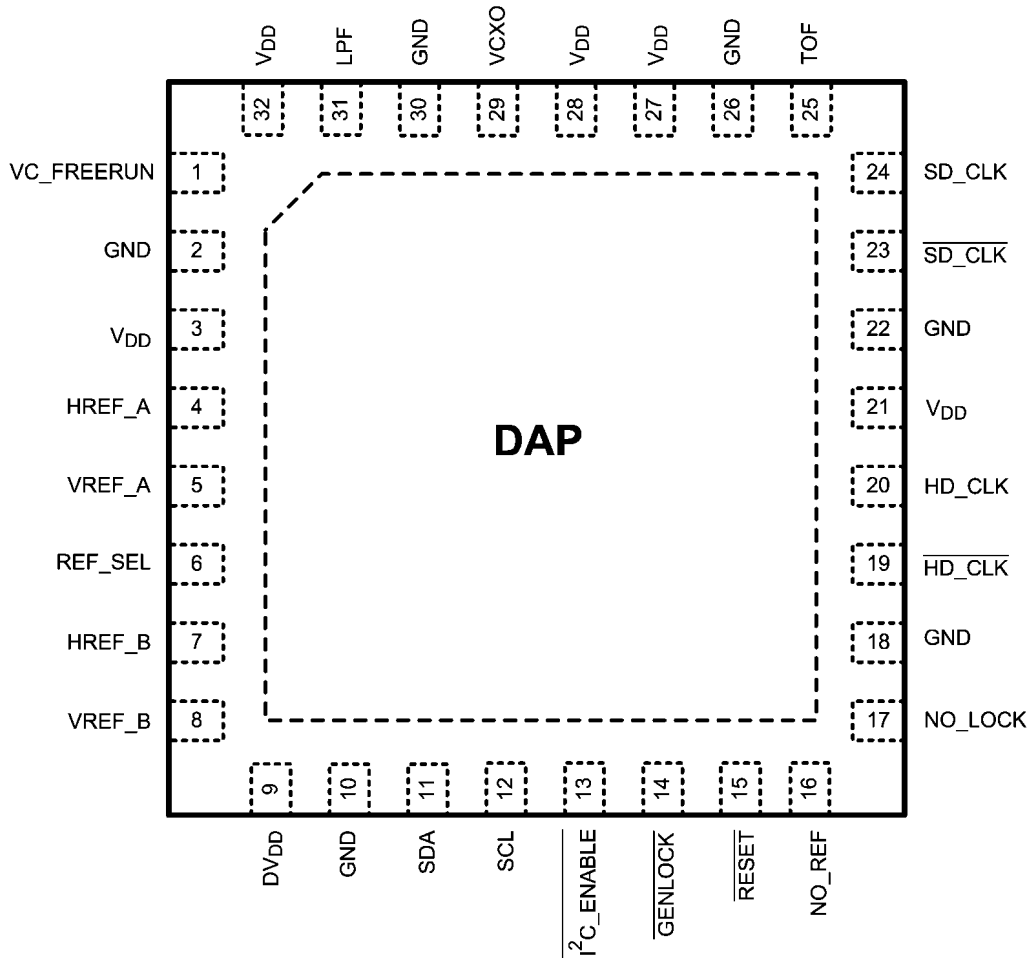 VDD
LPF
GND
VCXO
VDD
VDD
GND
TOF
32
31
30
29
28
27
26
25
VC_FREERUN 1
GND 2
VDD 3
HREF_A 4
VREF_A 5
REF_SEL 6
HREF_B 7
VREF_B 8
DAP
24 SD_CLK
23 SD_CLK
22 GND
21 VDD
20 HD_CLK
19 HD_CLK
18 GND
17 NO_LOCK
9
10
11
12
13
14
15
16
DVDD
GND
SDA
SCL
I²C_ENABLE
GENLOCK
RESET
NO_REF